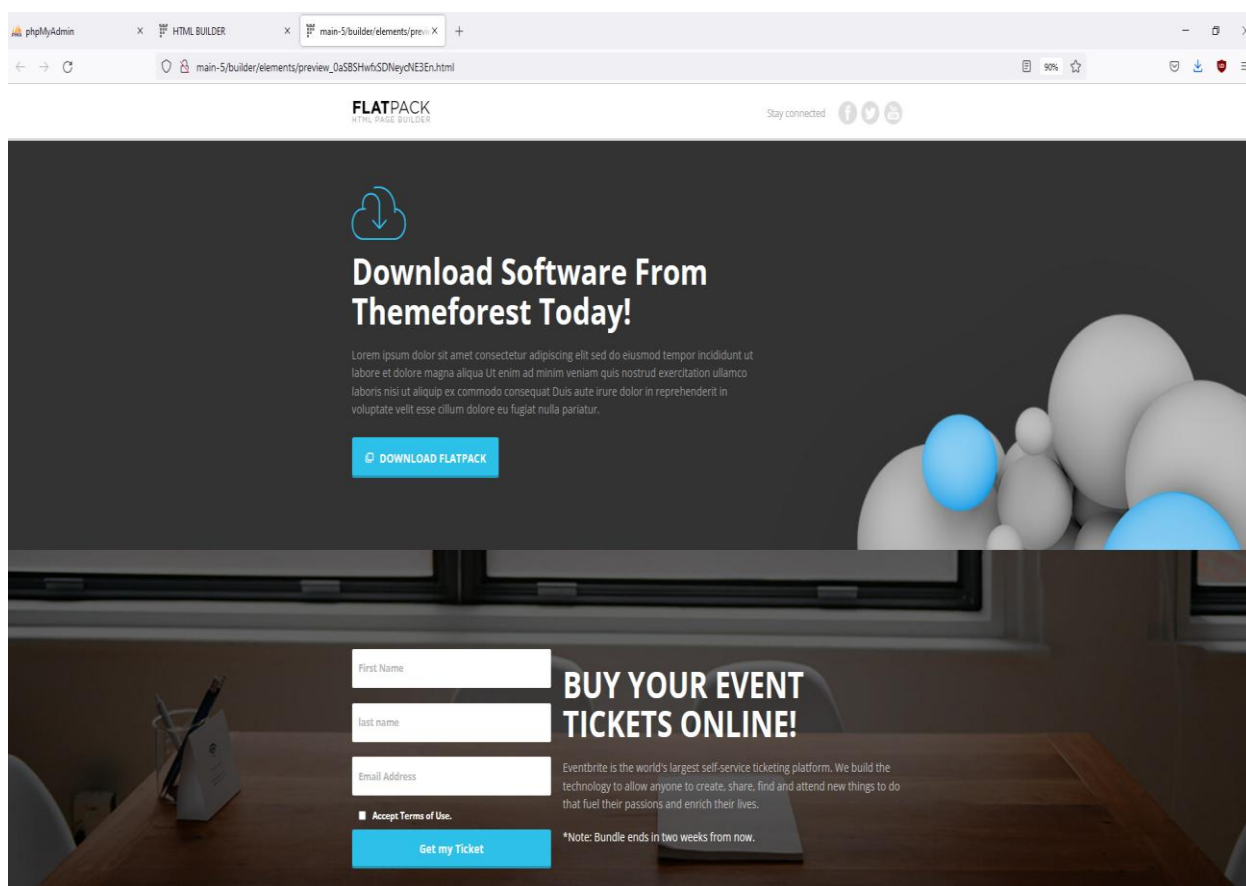 phpMyAdmin
HTML BUILDER
main-5/builder/elements/previ
main-5/builder/elements/preview_0aSBSHwfxSDNeycNE3En.html
90%
FLATPACK
HTML PAGE BUILDER
Stay connected
Download Software From
Themeforest Today!
Lorem ipsum dolor sit amet consectetur adipiscing elit sed do eiusmod tempor incididunt ut
labore et dolore magna aliqua Ut enim ad minim veniam quis nostrud exercitation ullamco
laboris nisi ut aliquip ex commodo consequat Duis aute irure dolor in reprehenderit in
voluptate velit esse cillum dolore eu fugiat nulla pariatur.
DOWNLOAD FLATPACK
First Name
last name
Email Address
Accept Terms of Use.
Get my Ticket
BUY YOUR EVENT
TICKETS ONLINE!
Eventbrite is the world's largest self-service ticketing platform. We build the
technology to allow anyone to create, share, find and attend new things to do
that fuel their passions and enrich their lives.
*Note: Bundle ends in two weeks from now.